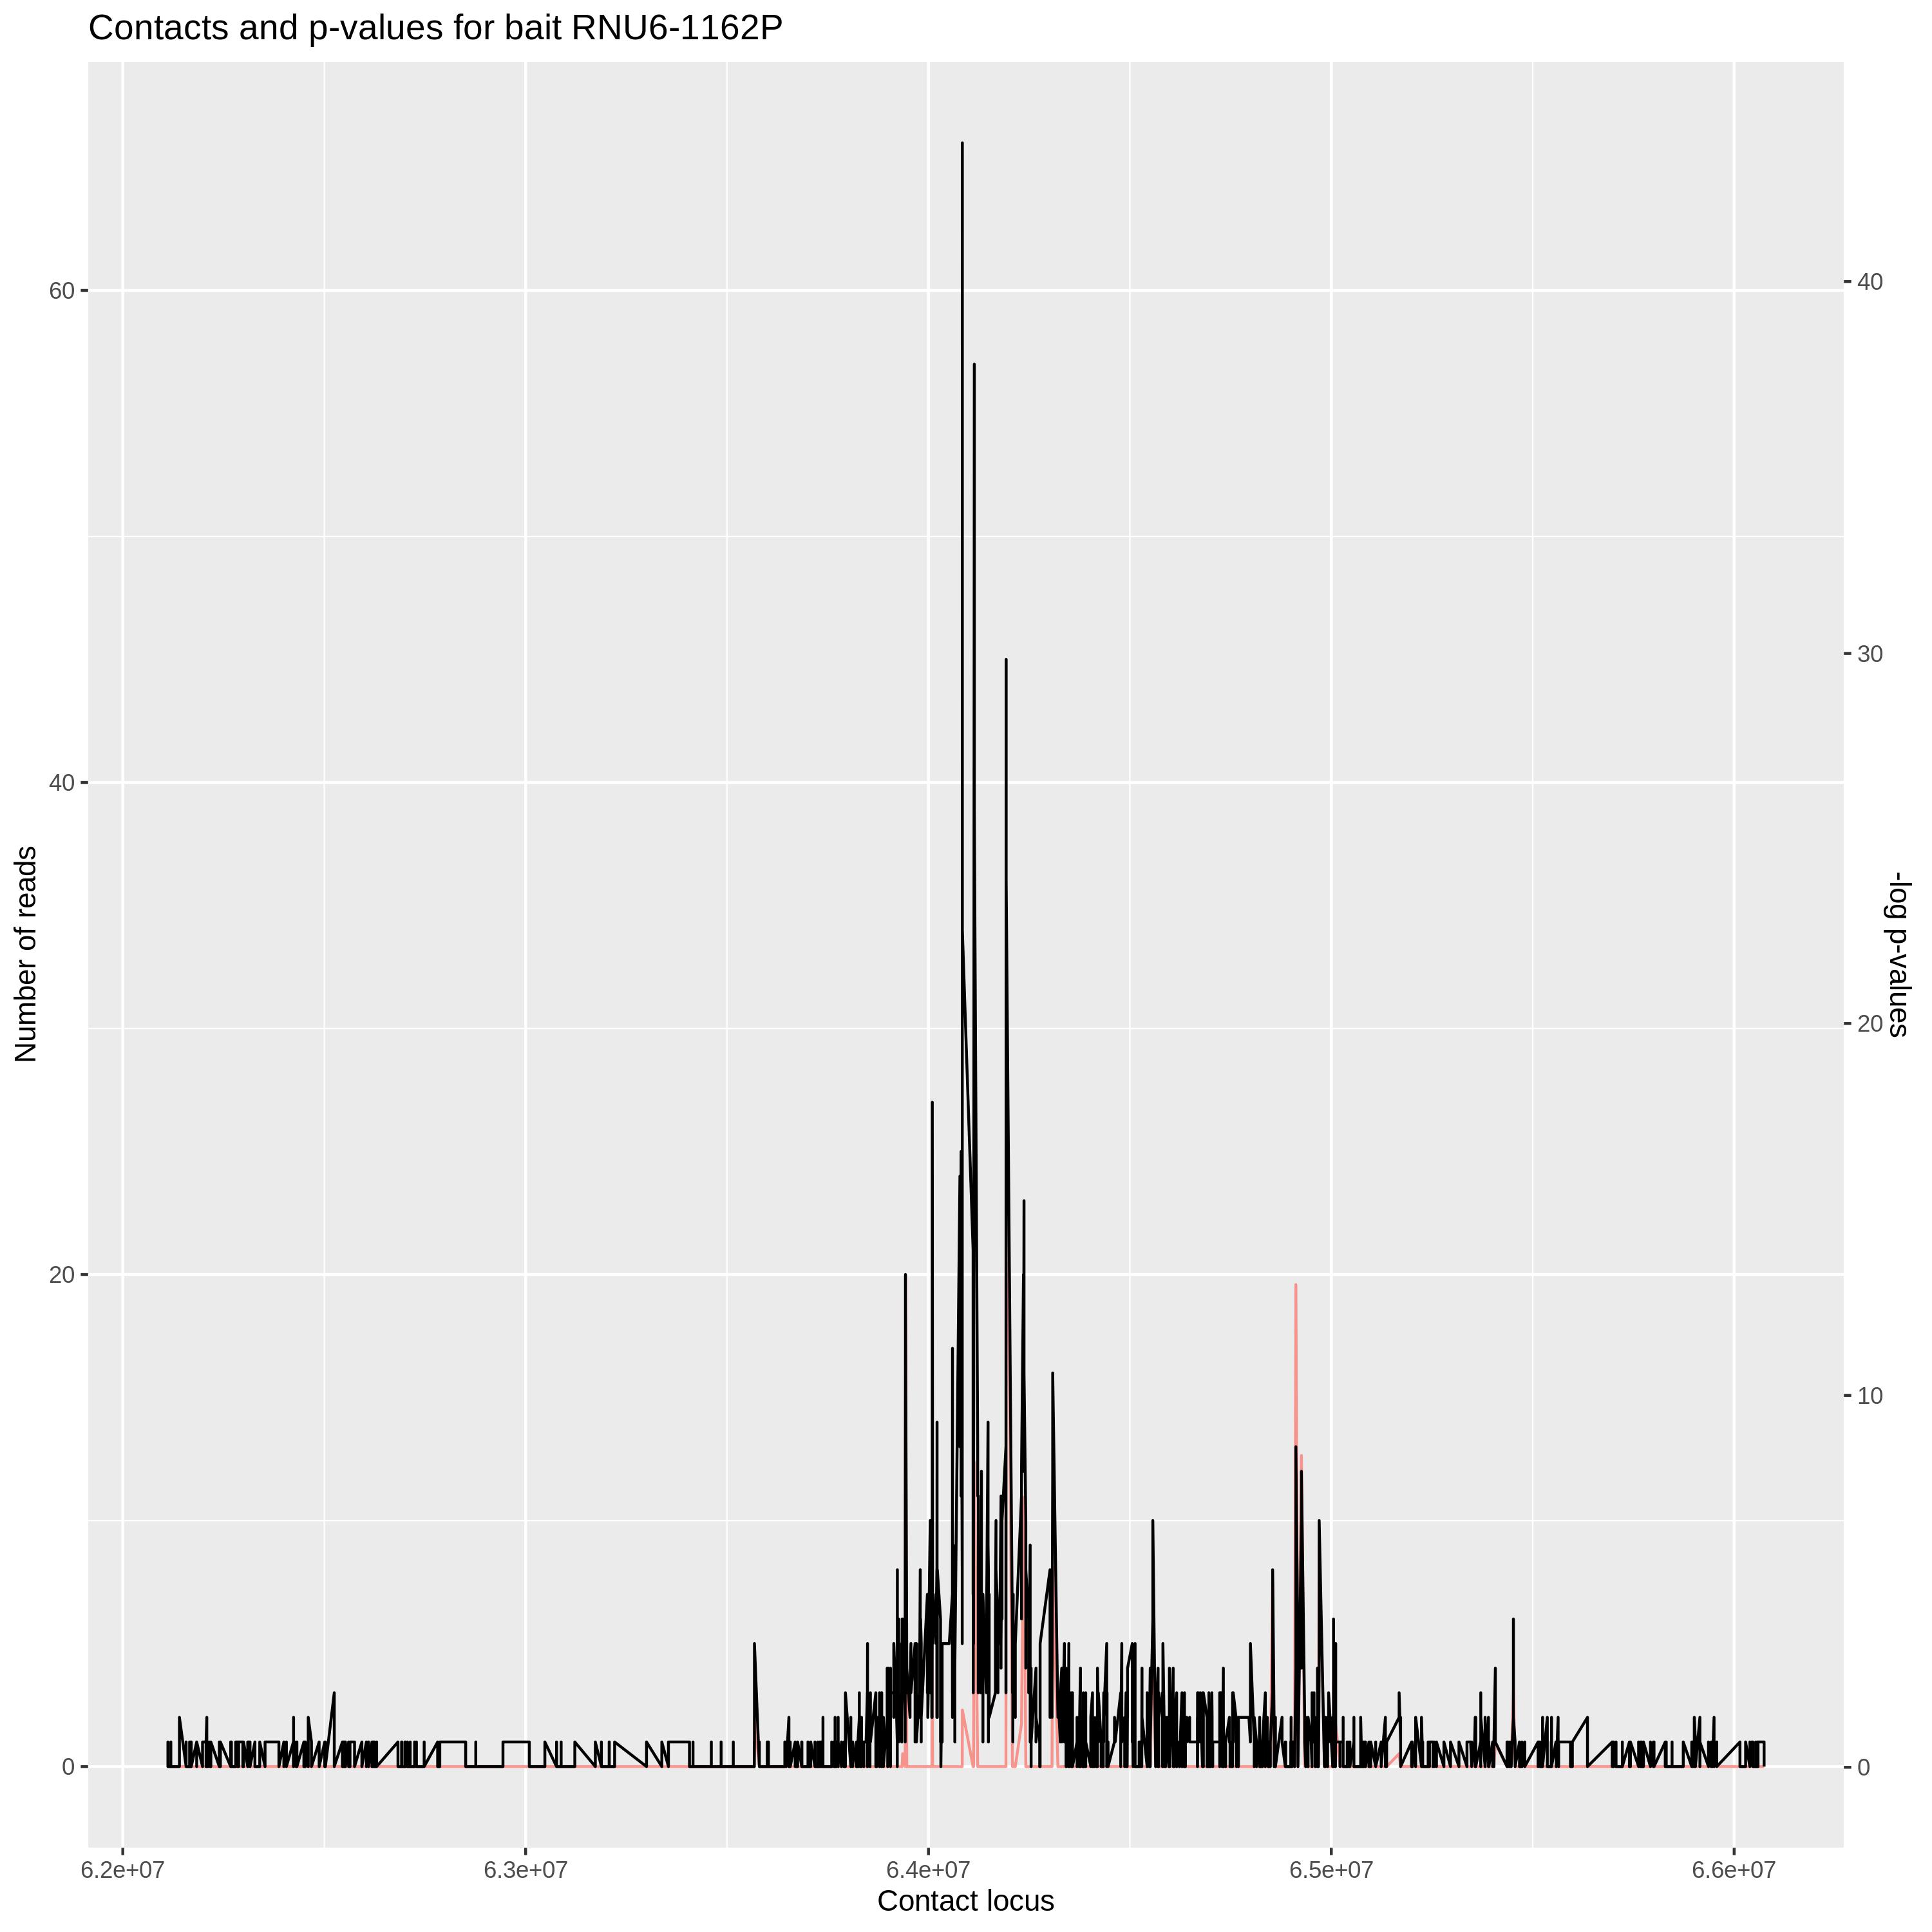 Contacts and p-values for bait RNU6-1162P
60
40
20
0
Number of reads
40
30
20
10
0
-log p-values
6.2e+07
6.3e+07
6.4e+07
6.5e+07
6.6e+07
Contact locus